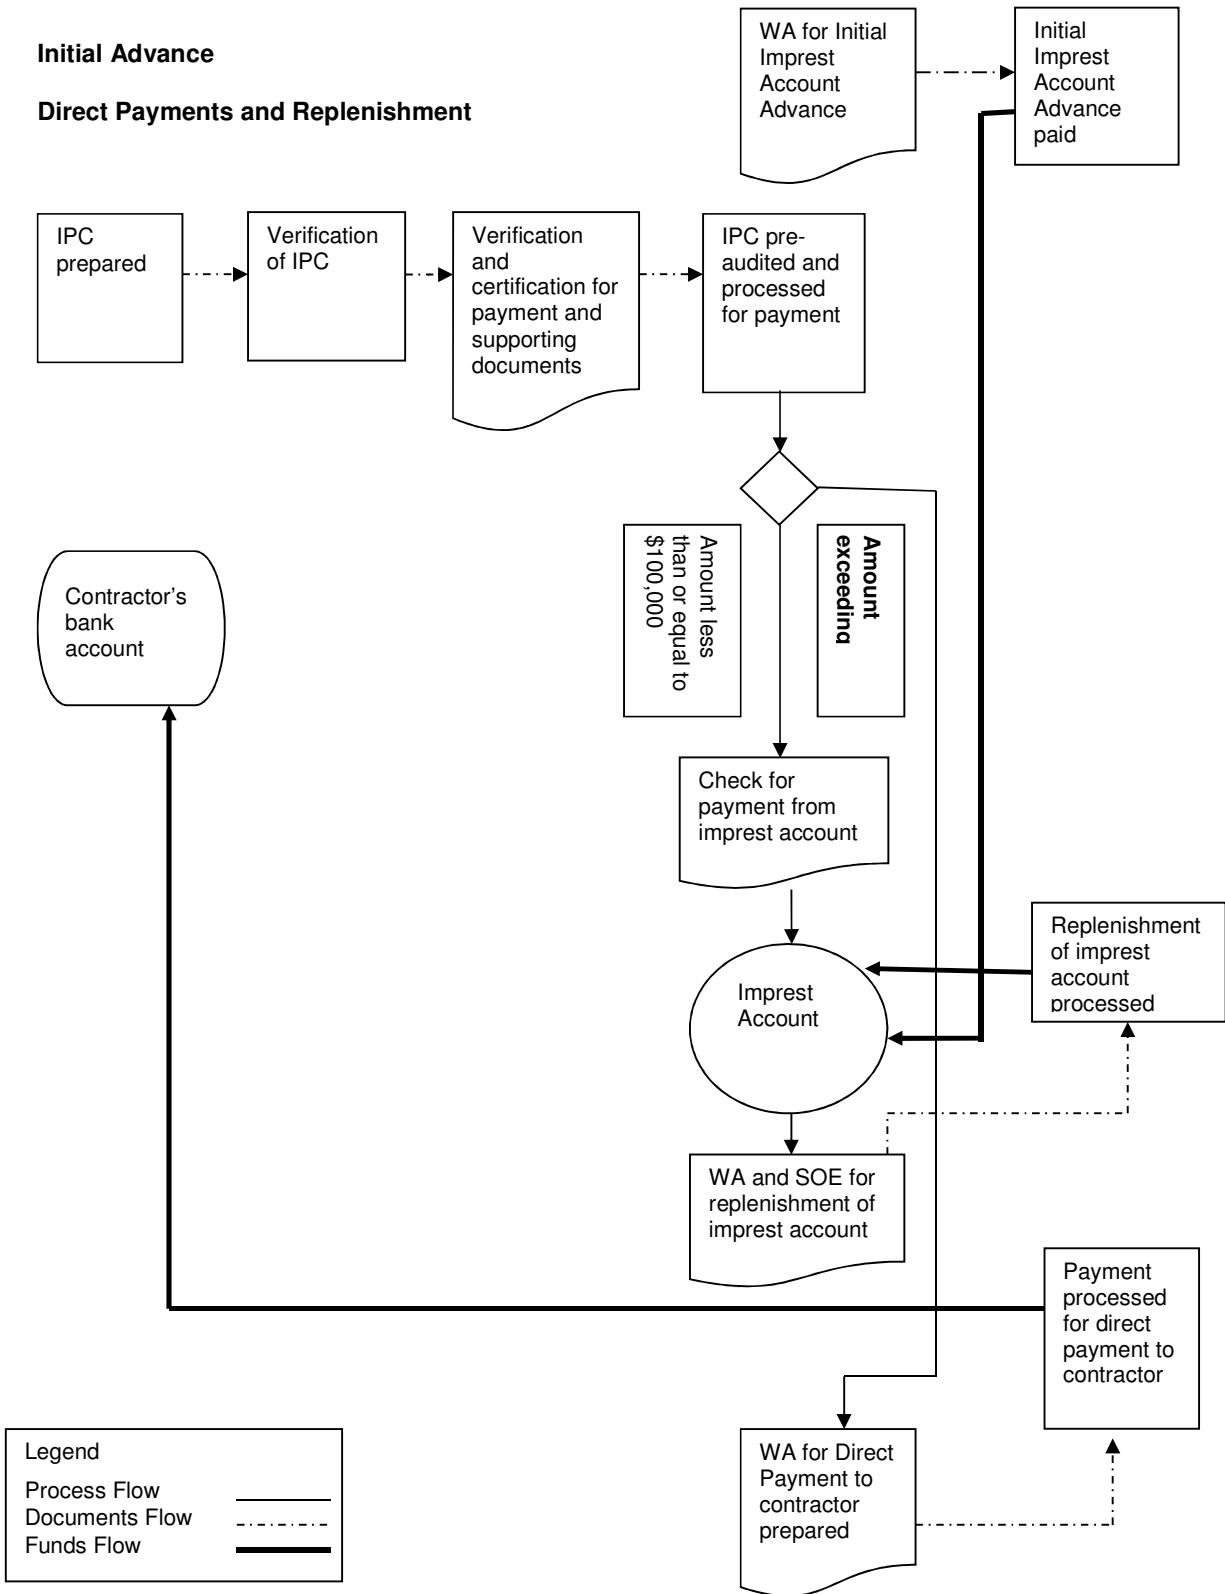 Initial Advance
Direct Payments and Replenishment
WA for Initial
Imprest
Account
Advance
Initial
Imprest
Account
Advance
paid
IPC
prepared
Verification
of IPC
Verification
and
certification for
payment and
supporting
documents
IPC pre-
audited and
processed
for payment
Amount less
than or equal to
$100,000
Amount
exceeding
Contractor's
bank
account
Check for
payment from
imprest account
Replenishment
of imprest
account
processed
Imprest
Account
WA and SOE for
replenishment of
imprest account
Payment
processed
for direct
payment to
contractor
WA for Direct
Payment to
contractor
prepared
Legend
Process Flow
Documents Flow
Funds Flow